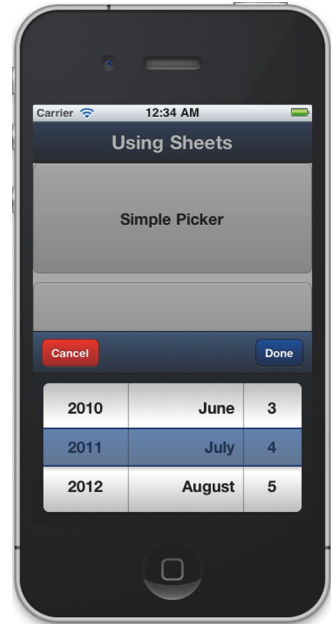 Carrier 12:34 AM
Using Sheets
Simple Picker
Cancel Done
2010 June 3
2011 July 4
2012 August 5